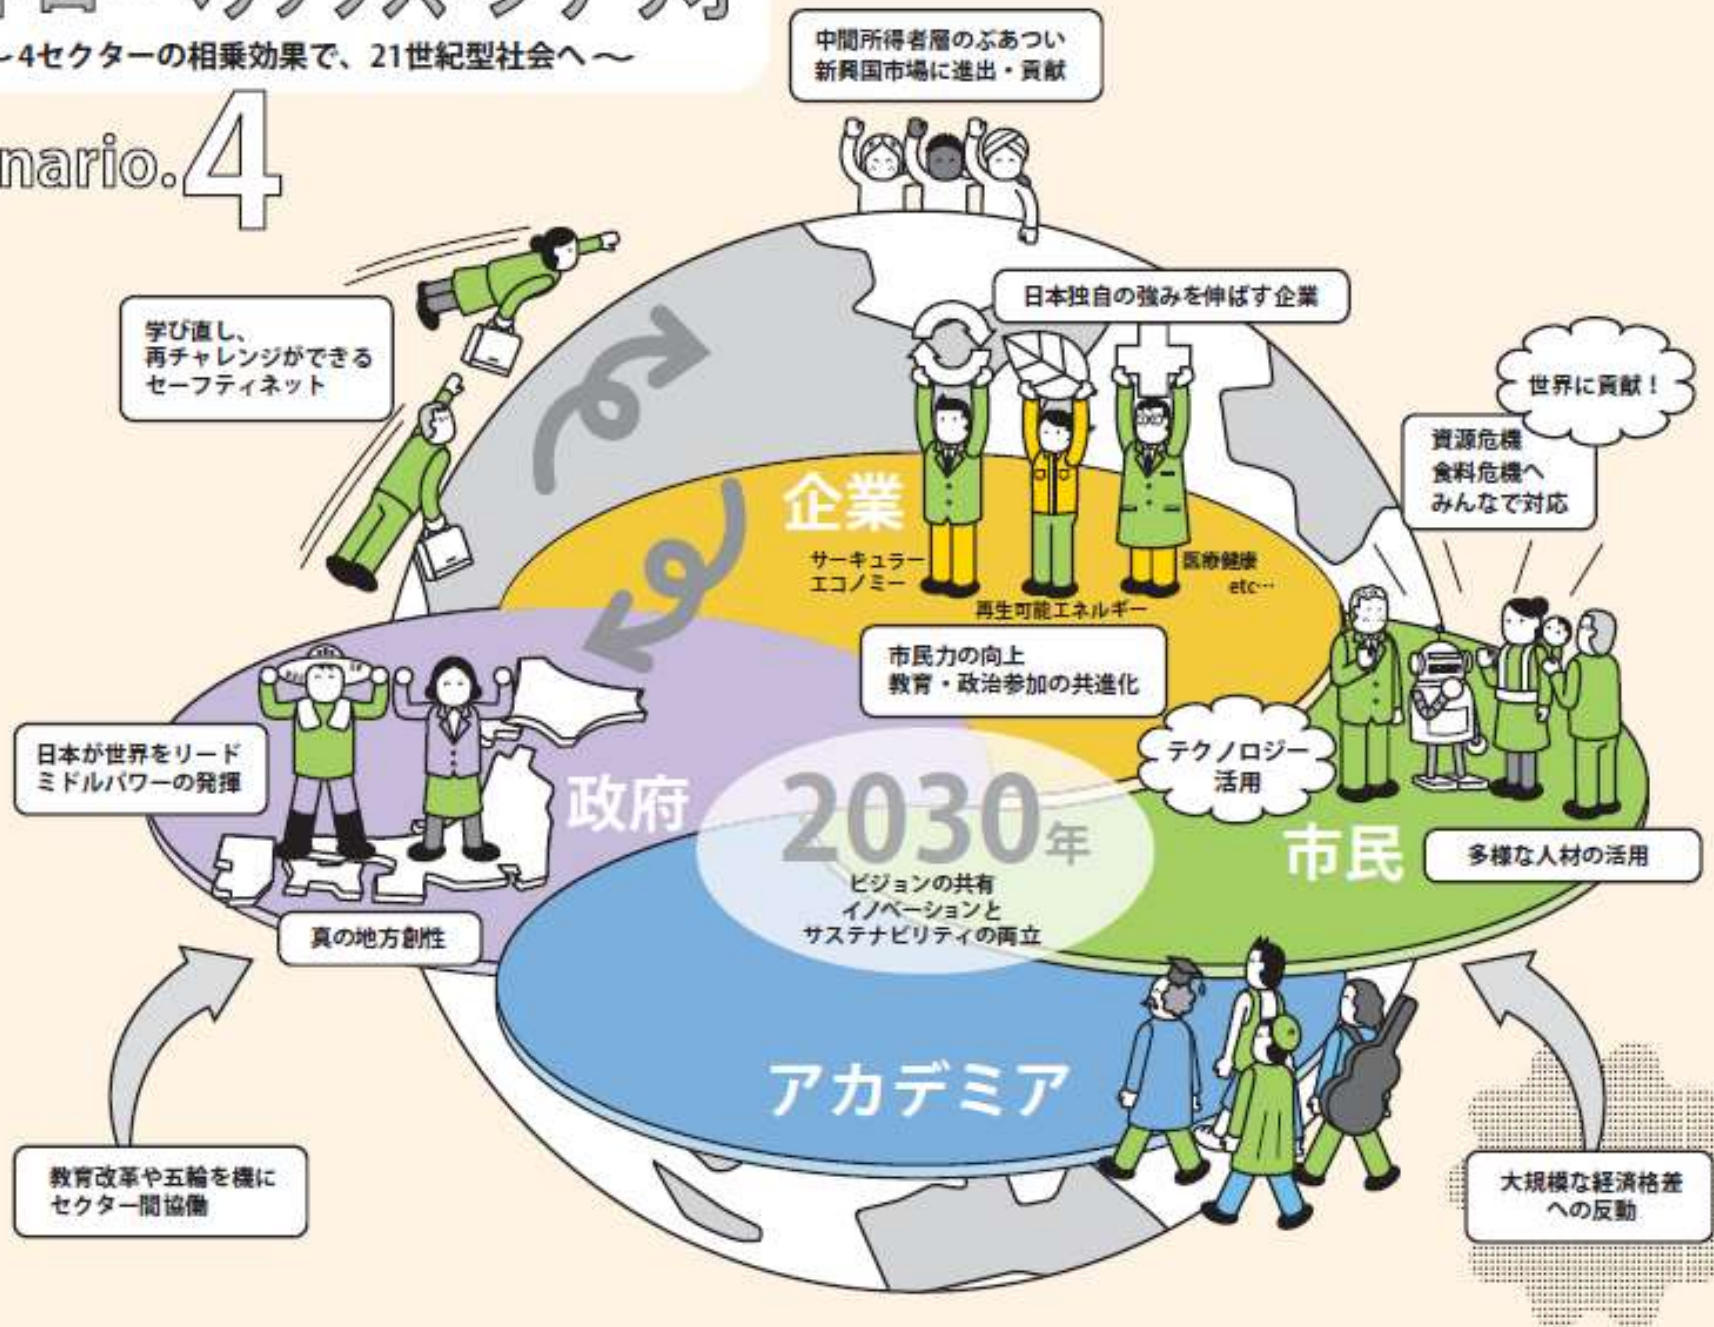 ~4セクターの相乗効果で、21世紀型社会へ~
nario.4
中間所得者層のぶあつい
新興国市場に進出・貢献
日本独自の強みを伸ばす企業
学び直し、
再チャレンジができる
セーフティネット
世界に貢献！
資源危機
食料危機へ
みんなで対応
企業
サーキュラー
エコノミー
再生可能エネルギー
医療健康
etc…
市民力の向上
教育・政治参加の共進化
日本が世界をリード
ミドルパワーの発揮
政府
テクノロジー
活用
2030年
ビジョンの共有
イノベーションと
サステナビリティの両立
市民
多様な人材の活用
真の地方創性
アカデミア
教育改革や五輪を機に
セクター間協働
大規模な経済格差
への反動